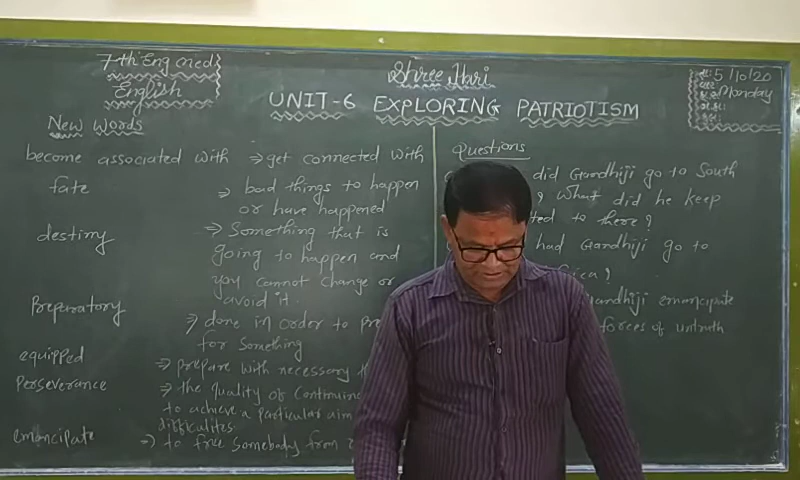 7th Eng med
English
Shree Hari
5/10/20
Monday
UNIT-6 EXPLORING PATRIOTISM
New Words
become associated with ⇒ get connected with
fate ⇒ bad things to happen
or have happened
destiny ⇒ Something that is
going to happen and
you cannot change or
avoid it.
Preparatory ⇒ done in order to
for something
equipped ⇒ prepare with necessary
Perseverance ⇒ the quality of
to achieve a particular aim
emancipate ⇒ to free somebody from
Questions
did Gandhiji go to South
? What did he keep
to there?
had Gandhiji go to
?
Gandhiji emancipate
forces of untruth